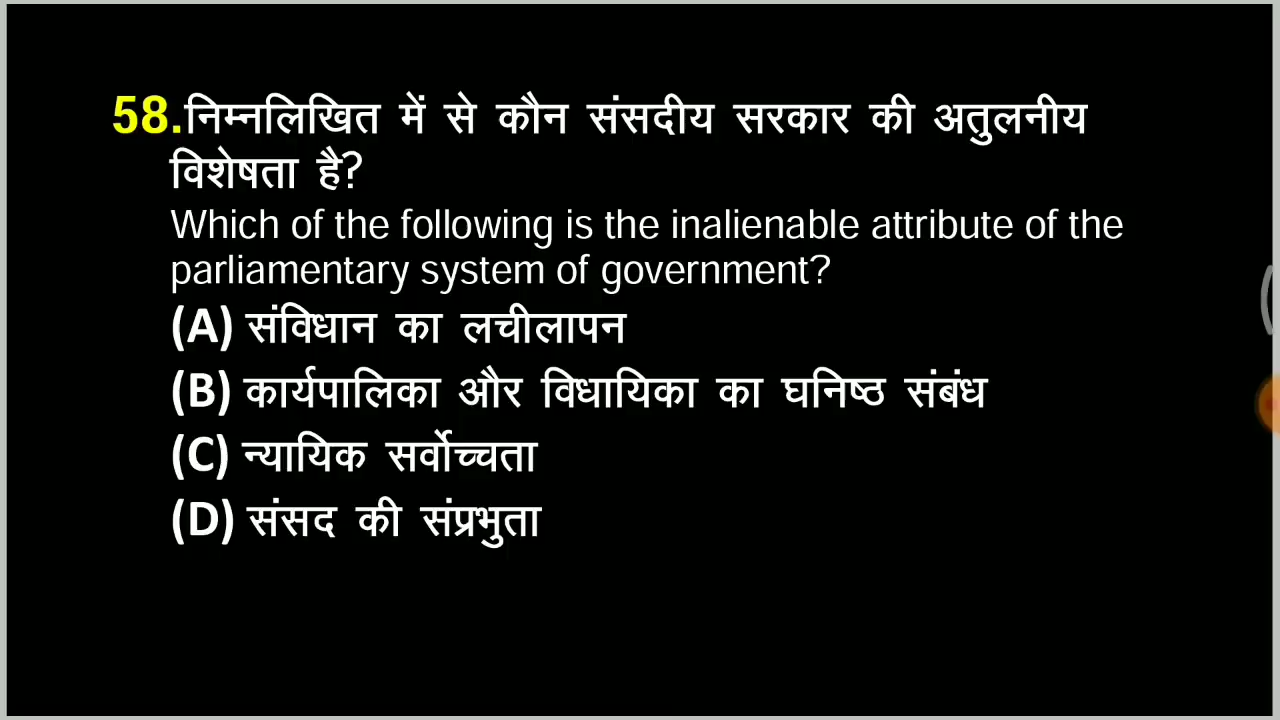 58.निम्नलिखित में से कौन संसदीय सरकार की अतुलनीय
विशेषता है?
Which of the following is the inalienable attribute of the
parliamentary system of government?
(A) संविधान का लचीलापन
(B) कार्यपालिका और विधायिका का घनिष्ठ संबंध
(C) न्यायिक सर्वोच्चता
(D) संसद की संप्रभुता